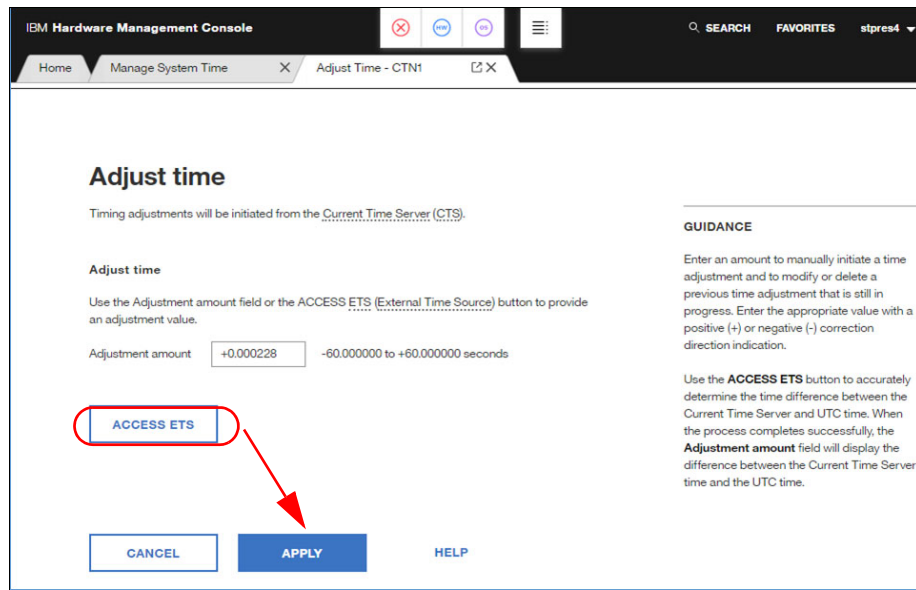 IBM Hardware Management Console
HW
OS
SEARCH
FAVORITES
stpres4
Home
Manage System Time
Adjust Time - CTN1
Adjust time
Timing adjustments will be initiated from the Current Time Server (CTS).
Adjust time
Use the Adjustment amount field or the ACCESS ETS (External Time Source) button to provide
an adjustment value.
Adjustment amount
+0.000228
-60.000000 to +60.000000 seconds
ACCESS ETS
CANCEL
APPLY
HELP
GUIDANCE
Enter an amount to manually initiate a time
adjustment and to modify or delete a
previous time adjustment that is still in
progress. Enter the appropriate value with a
positive (+) or negative (-) correction
direction indication.
Use the ACCESS ETS button to accurately
determine the time difference between the
Current Time Server and UTC time. When
the process completes successfully, the
Adjustment amount field will display the
difference between the Current Time Server
time and the UTC time.